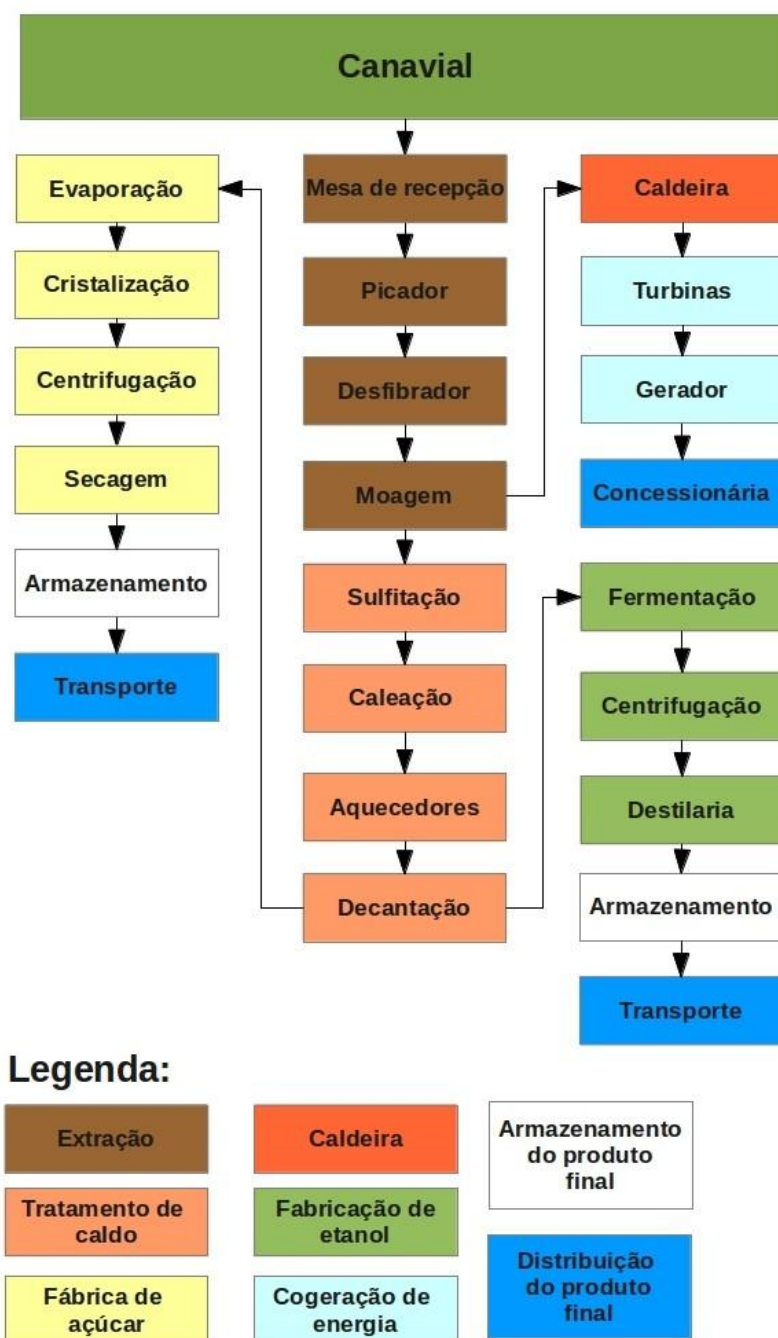 Canavial
Evaporação
Cristalização
Centrifugação
Secagem
Armazenamento
Transporte
Mesa de recepção
Picador
Desfibrador
Moagem
Sulfitação
Caleação
Aquecedores
Decantação
Caldeira
Turbinas
Gerador
Concessionária
Fermentação
Centrifugação
Destilaria
Armazenamento
Transporte
Legenda:
Extração
Tratamento de
caldo
Fábrica de
açúcar
Caldeira
Fabricação de
etanol
Cogeração de
energia
Armazenamento
do produto
final
Distribuição
do produto
final